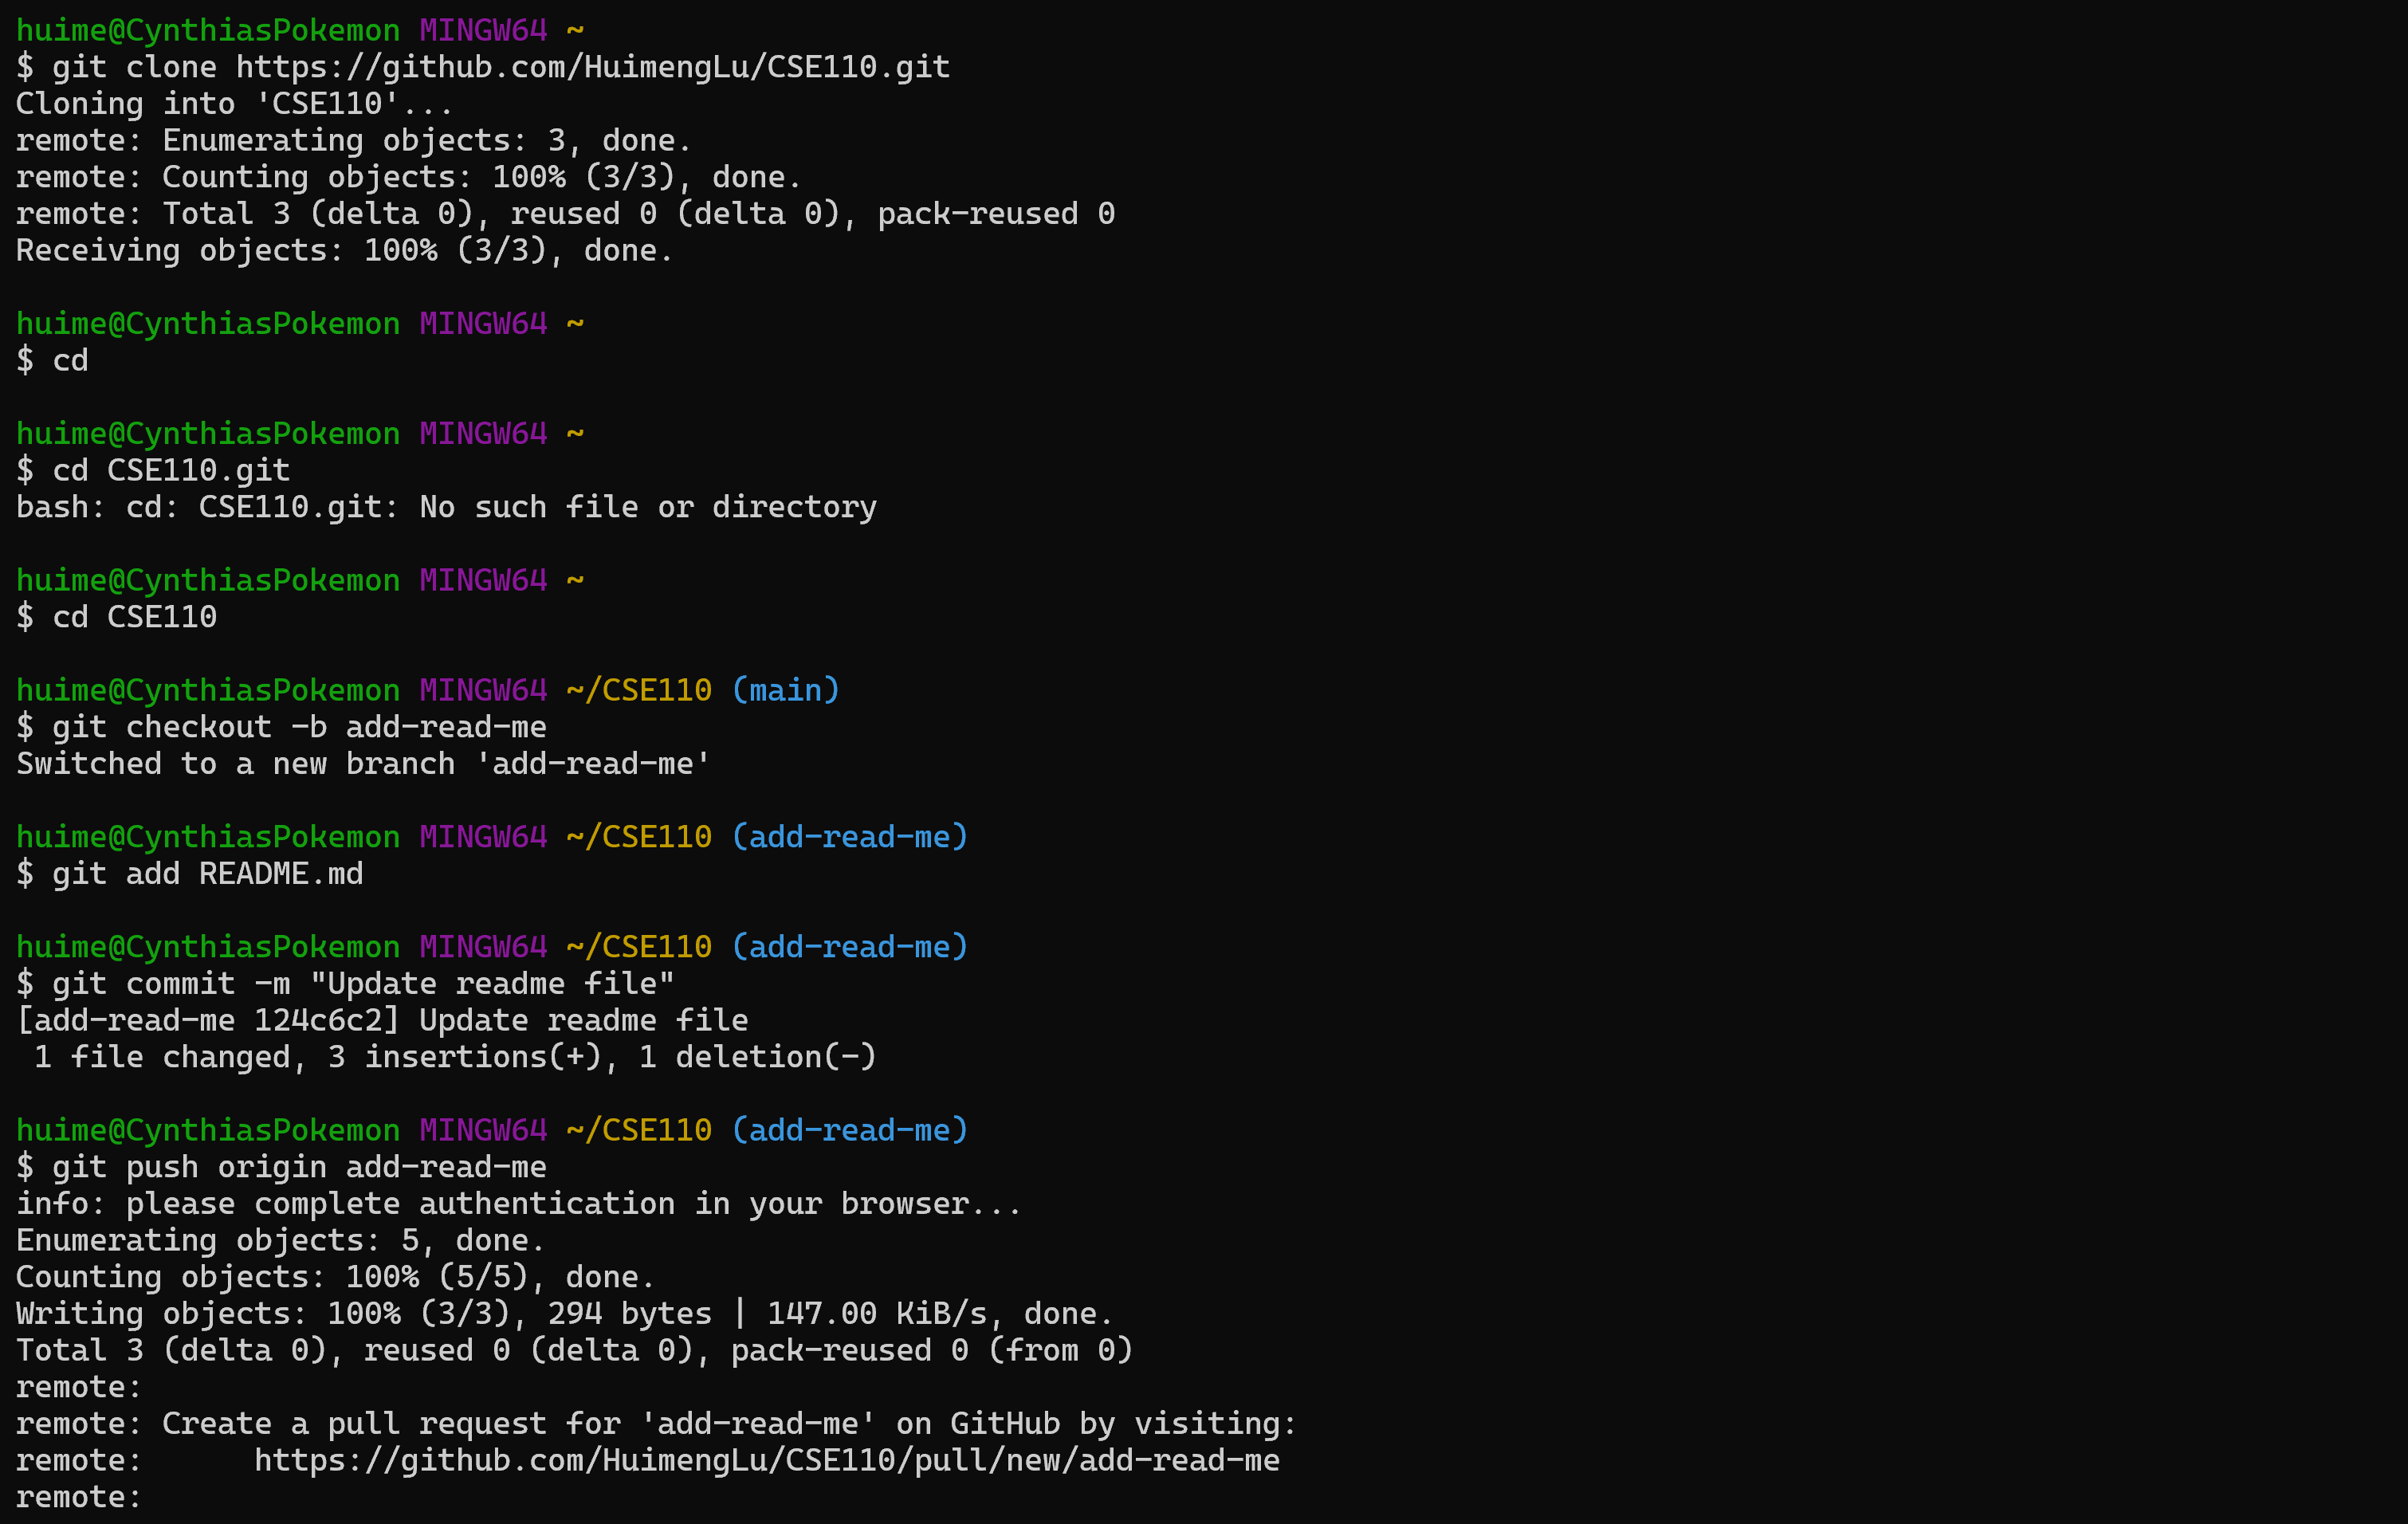 huime@CynthiasPokemon MINGW64 ~
$ git clone https://github.com/HuimengLu/CSE110.git
Cloning into 'CSE110'...
remote: Enumerating objects: 3, done.
remote: Counting objects: 100% (3/3), done.
remote: Total 3 (delta 0), reused 0 (delta 0), pack-reused 0
Receiving objects: 100% (3/3), done.

huime@CynthiasPokemon MINGW64 ~
$ cd

huime@CynthiasPokemon MINGW64 ~
$ cd CSE110.git
bash: cd: CSE110.git: No such file or directory

huime@CynthiasPokemon MINGW64 ~
$ cd CSE110

huime@CynthiasPokemon MINGW64 ~/CSE110 (main)
$ git checkout -b add-read-me
Switched to a new branch 'add-read-me'

huime@CynthiasPokemon MINGW64 ~/CSE110 (add-read-me)
$ git add README.md

huime@CynthiasPokemon MINGW64 ~/CSE110 (add-read-me)
$ git commit -m "Update readme file"
[add-read-me 124c6c2] Update readme file
 1 file changed, 3 insertions(+), 1 deletion(-)

huime@CynthiasPokemon MINGW64 ~/CSE110 (add-read-me)
$ git push origin add-read-me
info: please complete authentication in your browser...
Enumerating objects: 5, done.
Counting objects: 100% (5/5), done.
Writing objects: 100% (3/3), 294 bytes | 147.00 KiB/s, done.
Total 3 (delta 0), reused 0 (delta 0), pack-reused 0 (from 0)
remote:
remote: Create a pull request for 'add-read-me' on GitHub by visiting:
remote:      https://github.com/HuimengLu/CSE110/pull/new/add-read-me
remote: